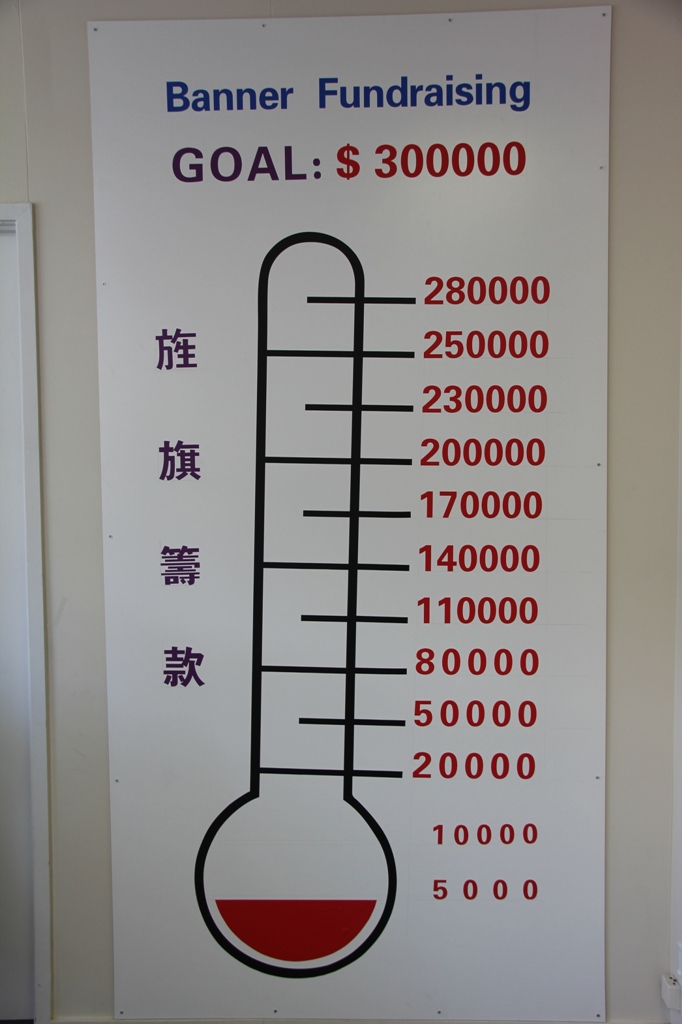 Banner Fundraising
GOAL: $ 300000
280000
250000
230000
200000
170000
140000
110000
80000
50000
20000
10000
5000
旌
旗
籌
款